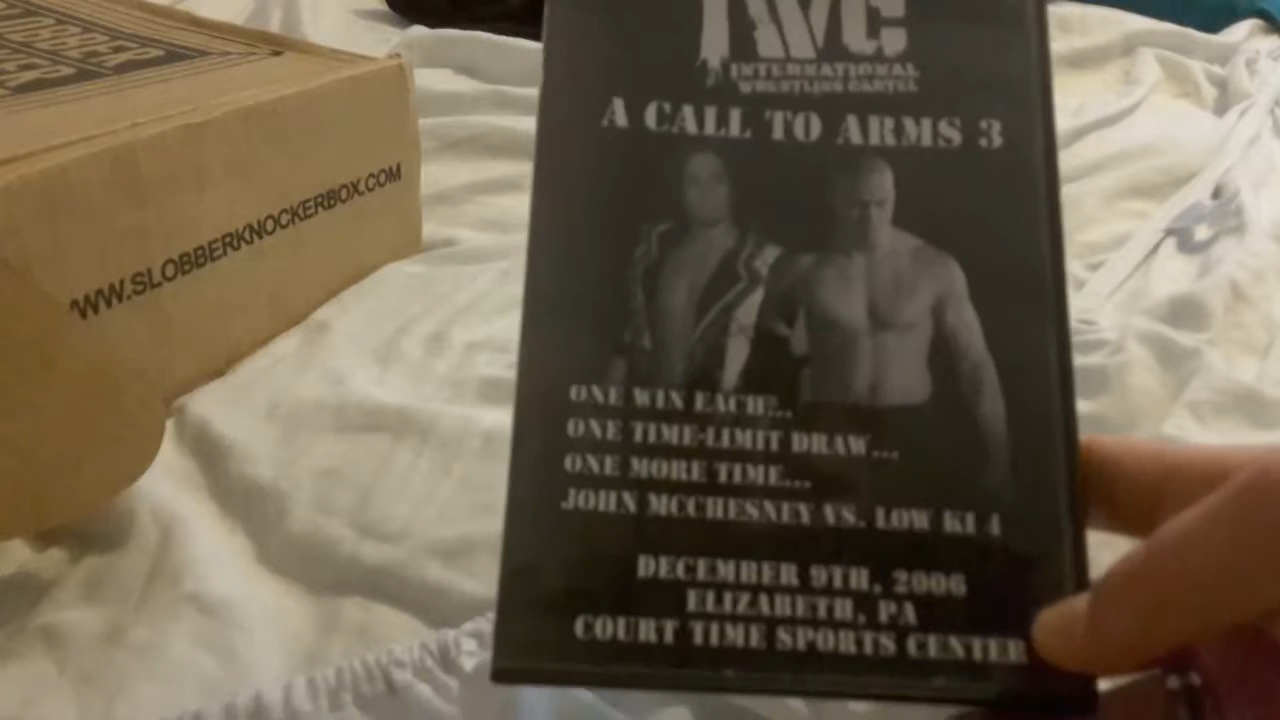 WWW.SLOBBERKNOCKERBOX.COM
IWC
INTERNATIONAL
WRESTLING CARTEL
A CALL TO ARMS 3
ONE WIN EACH?...
ONE TIME-LIMIT DRAW...
ONE MORE TIME...
JOHN MCCHESNEY VS. LOW KI 4
DECEMBER 9TH, 2006
ELIZABETH, PA
COURT TIME SPORTS CENTER